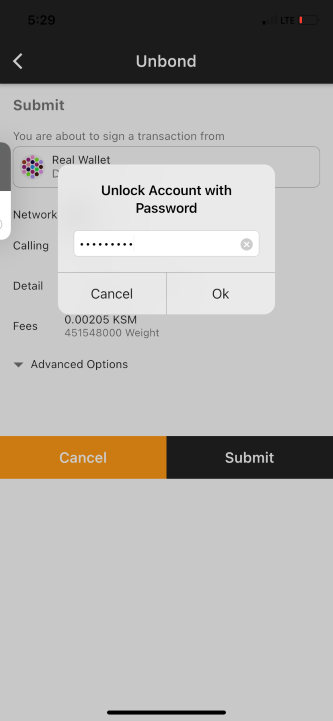 5:29
LTE
Unbond
Submit
You are about to sign a transaction from
Real Wallet
D
Unlock Account with
Password
•••••••••
Network
Calling
Cancel
Ok
Detail
Fees
0.00205 KSM
451548000 Weight
Advanced Options
Cancel
Submit